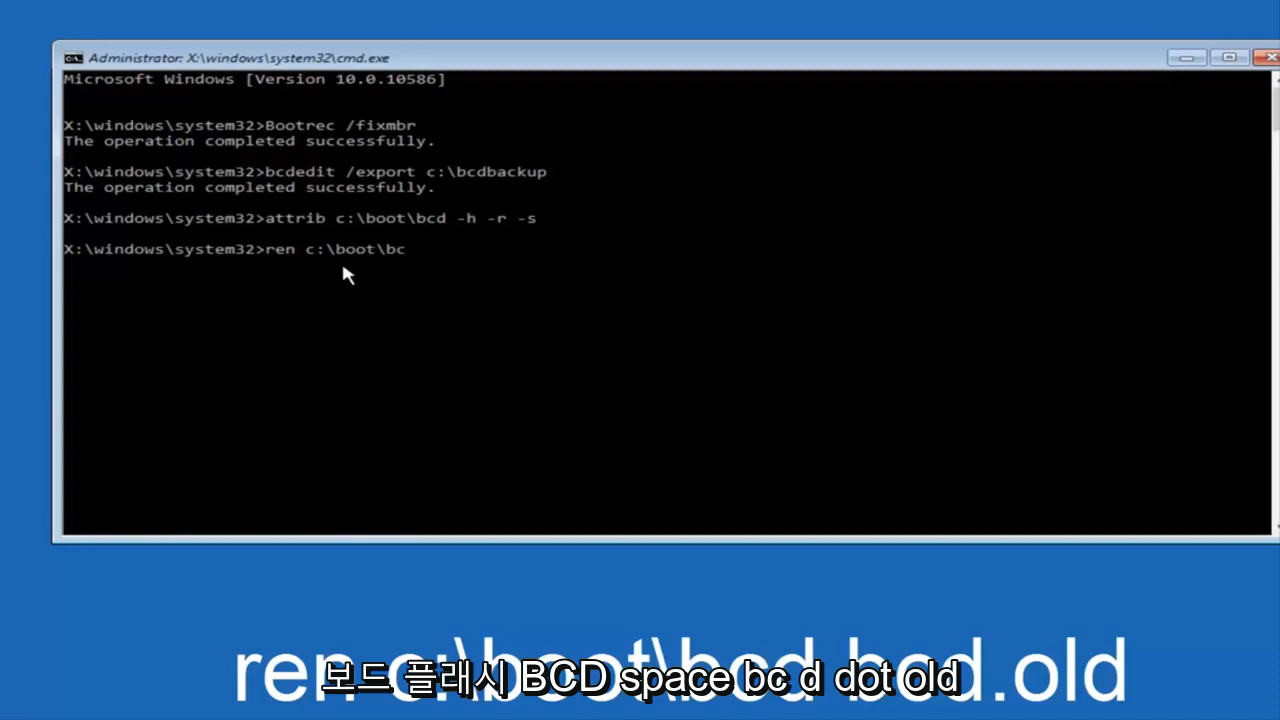 Administrator: X:\windows\system32\cmd.exe
Microsoft Windows [Version 10.0.10586]
X:\windows\system32>Bootrec /fixmbr
The operation completed successfully.
X:\windows\system32>bcdedit /export c:\bcdbackup
The operation completed successfully.
X:\windows\system32>attrib c:\boot\bcd -h -r -s
X:\windows\system32>ren c:\boot\bc
ren c:\boot\bcd bcd.old
보드 플래시 BCD space bc d dot old